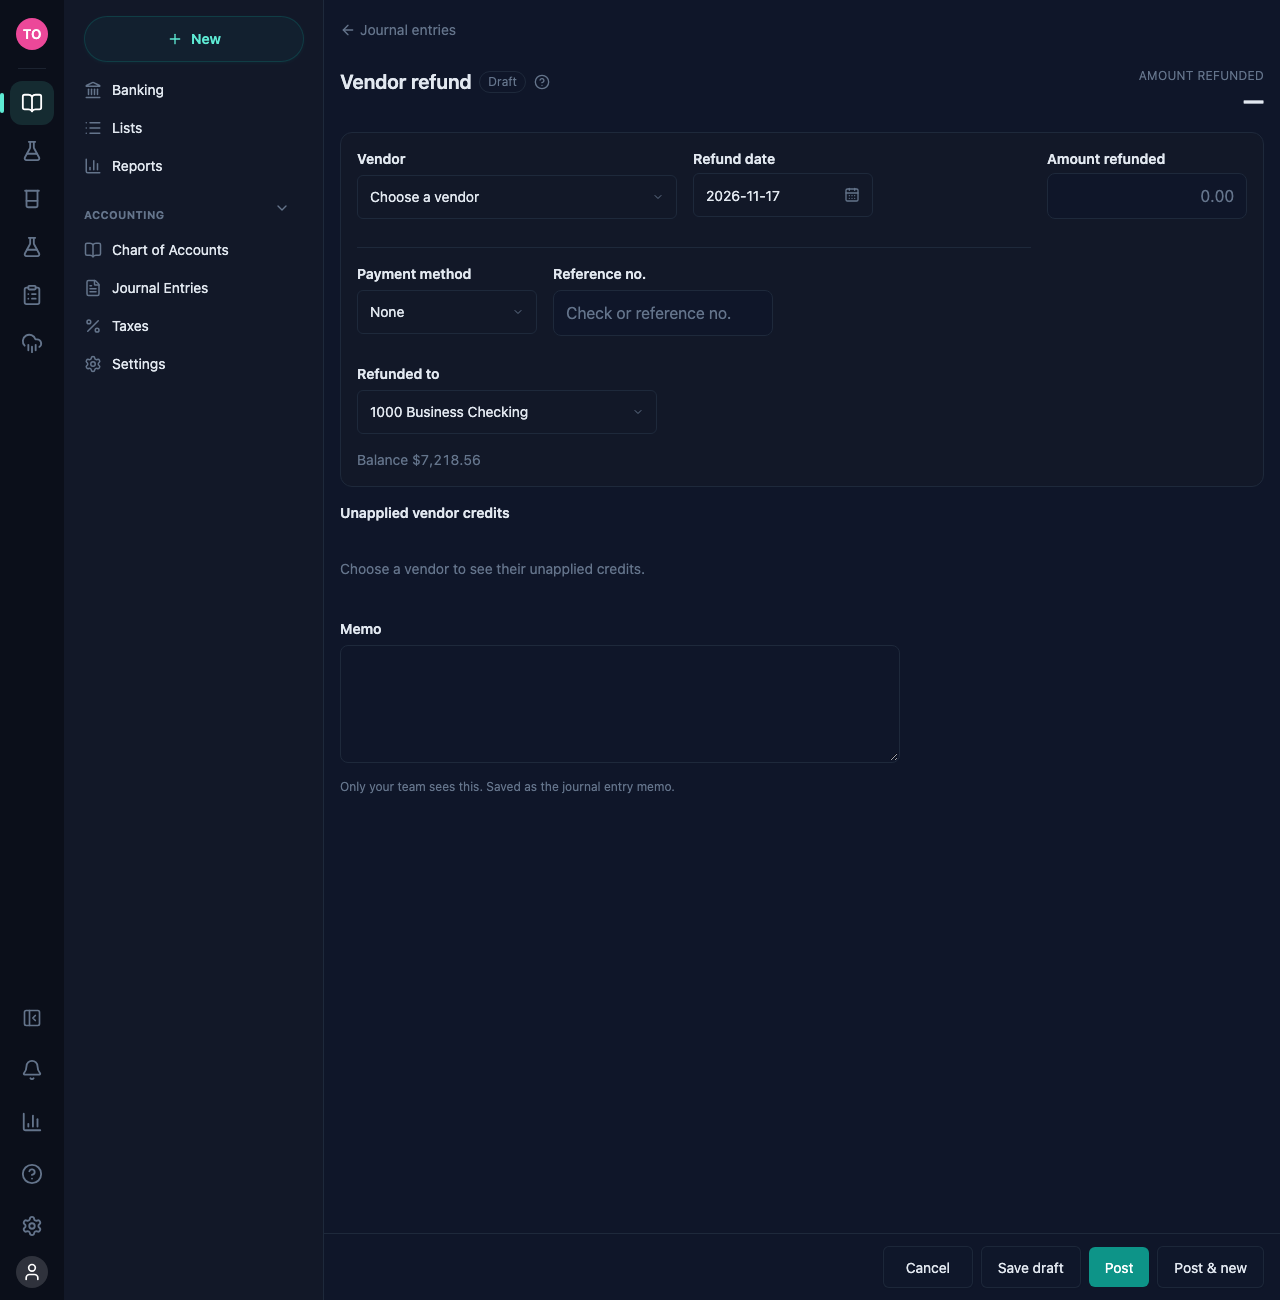 TO
New
Banking
Lists
Reports
ACCOUNTING
Chart of Accounts
Journal Entries
Taxes
Settings
Journal entries
Vendor refund
Draft
AMOUNT REFUNDED
Vendor
Refund date
Amount refunded
Choose a vendor
2026-11-17
0.00
Payment method
Reference no.
None
Check or reference no.
Refunded to
1000 Business Checking
Balance $7,218.56
Unapplied vendor credits
Choose a vendor to see their unapplied credits.
Memo
Only your team sees this. Saved as the journal entry memo.
Cancel
Save draft
Post
Post & new